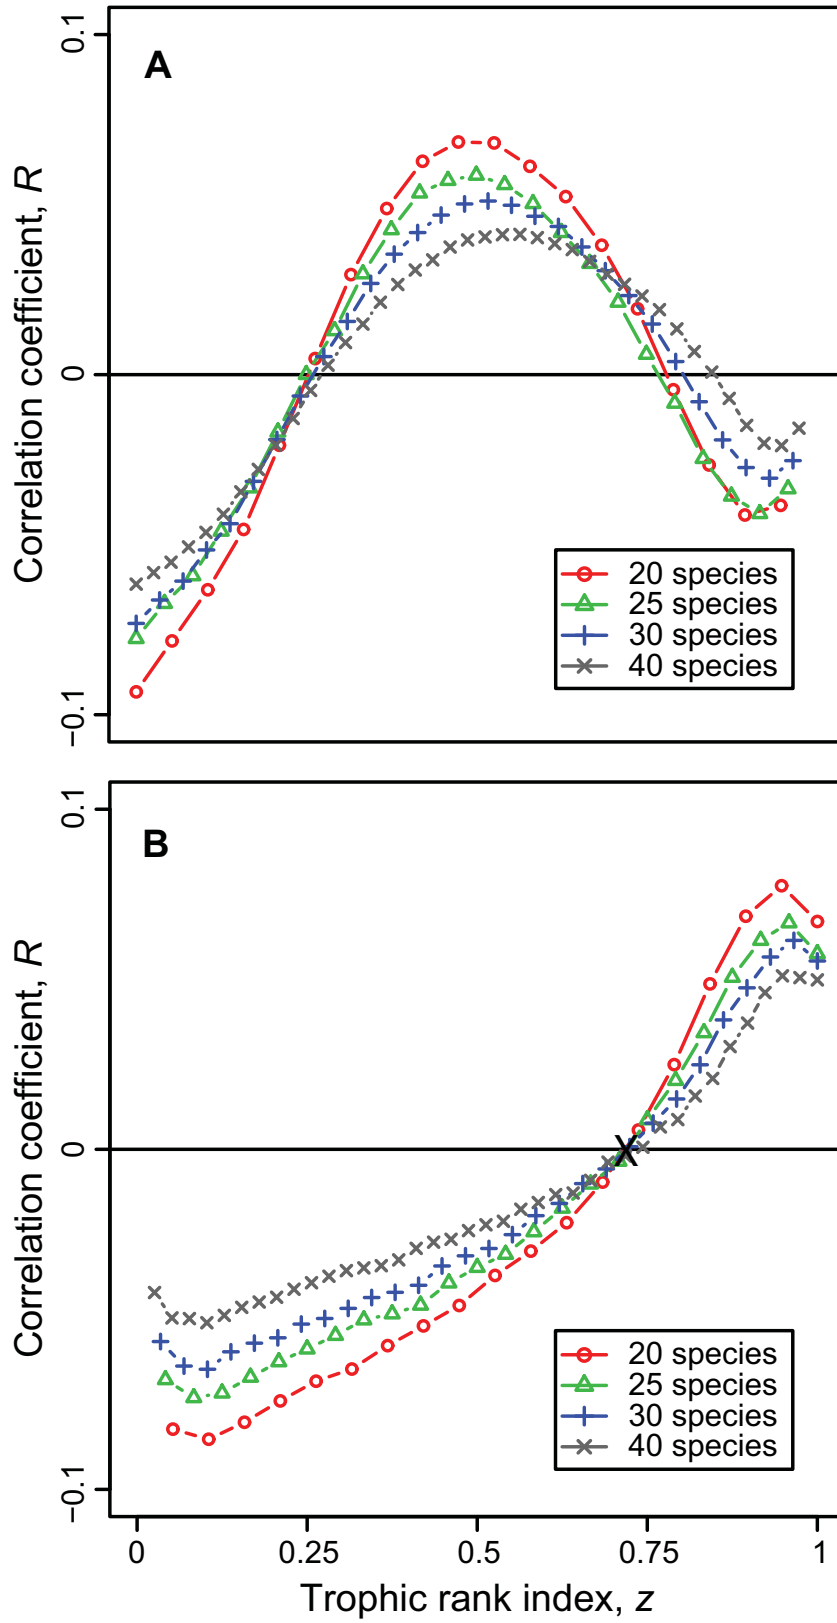 0.1
A
Correlation coefficient, R
0
20 species
25 species
30 species
40 species
−0.1
0.1
B
Correlation coefficient, R
0
X
20 species
25 species
30 species
40 species
−0.1
0 0.25 0.5 0.75 1
Trophic rank index, z